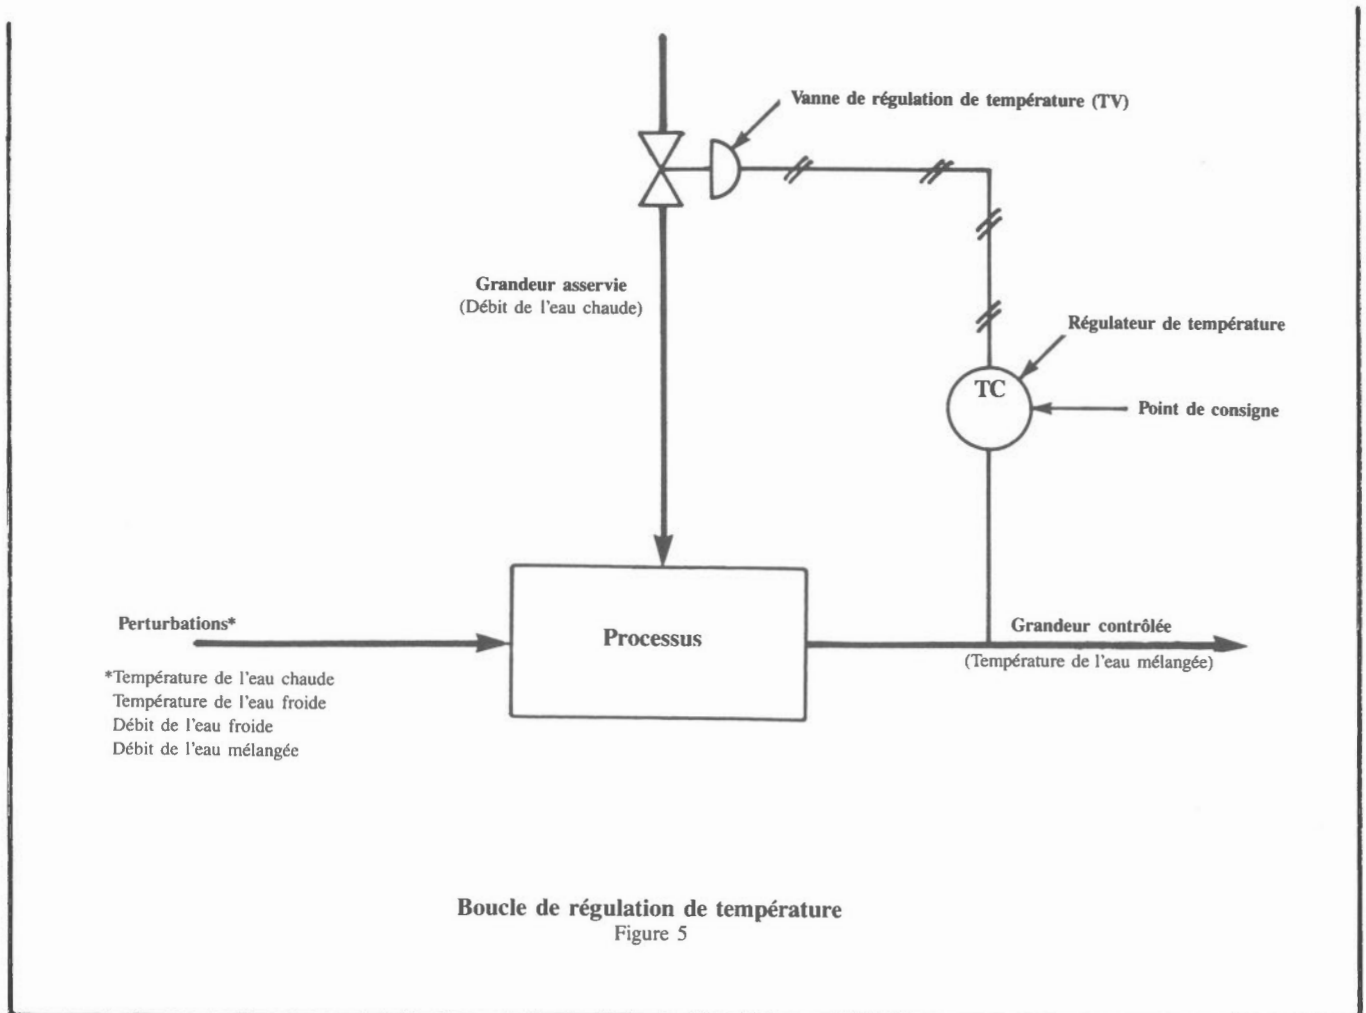 Vanne de régulation de température (TV)
Grandeur asservie
(Débit de l'eau chaude)
Régulateur de température
TC
Point de consigne
Perturbations*
Processus
Grandeur contrôlée
(Température de l'eau mélangée)
*Température de l'eau chaude
Température de l'eau froide
Débit de l'eau froide
Débit de l'eau mélangée
Boucle de régulation de température
Figure 5